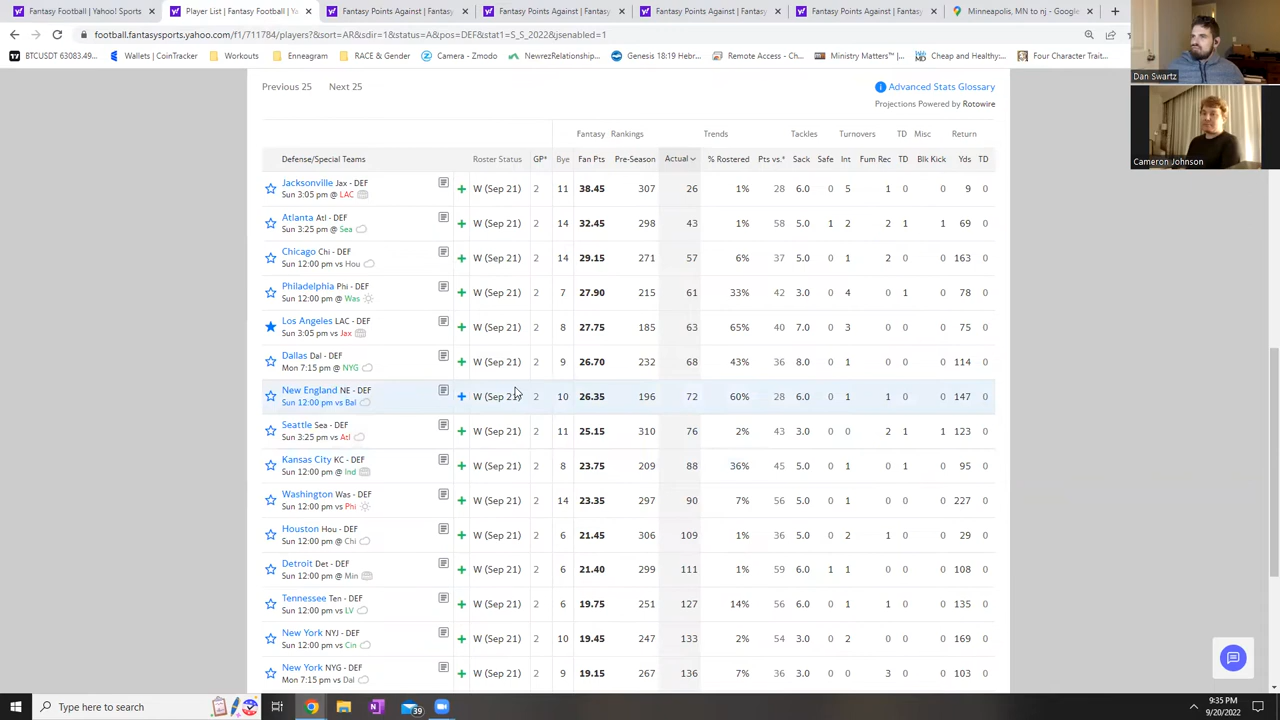 Fantasy Football | Yahoo! Sports
Player List | Fantasy Football |
Points Against | Fantasy Football
Points Against | Fantasy Football
Points Against | Fantasy Football
Points Against | Fantasy Football
Minneapolis, MN to nj - Google
football.fantasysports.yahoo.com/f1/711784/players?&sort=AR&sdir=1&status=A&pos=DEF&stat1=S_S_2022&jsenabled=1
BTCUSDT 63083.49... Wallets | CoinTracker Workouts RACE & Gender Camera - Zmodo NewrezRelationship... Genesis 18:19 Hebr... Remote Access - Ch... Ministry Matters™ |... Cheap and Healthy:... Four Character Trait...
Dan Swartz
Cameron Johnson
Previous 25 Next 25
Advanced Stats Glossary
Projections Powered by Rotowire
Fantasy Rankings Trends Tackles Turnovers TD Misc Return
Defense/Special Teams Roster Status GP* Bye Fan Pts Pre-Season Actual % Rostered Pts vs.* Sack Safe Int Fum Rec TD Blk Kick Yds TD
Jacksonville Jax - DEF
Sun 3:05 pm @ LAC
W (Sep 21) 2 11 38.45 307 26 1% 28 6.0 0 5 1 0 0 9 0
Atlanta Atl - DEF
Sun 3:25 pm @ Sea
W (Sep 21) 2 14 32.45 298 43 1% 58 5.0 1 2 2 1 1 69 0
Chicago Chi - DEF
Sun 12:00 pm vs Hou
W (Sep 21) 2 14 29.15 271 57 6% 37 5.0 0 1 2 0 0 163 0
Philadelphia Phi - DEF
Sun 12:00 pm @ Was
W (Sep 21) 2 7 27.90 215 61 33% 42 3.0 0 4 0 1 0 78 0
Los Angeles LAC - DEF
Sun 3:05 pm vs Jax
W (Sep 21) 2 8 27.75 185 63 65% 40 7.0 0 3 0 0 0 75 0
Dallas Dal - DEF
Mon 7:15 pm @ NYG
W (Sep 21) 2 9 26.70 232 68 43% 36 8.0 0 1 0 0 0 114 0
New England NE - DEF
Sun 12:00 pm vs Bal
W (Sep 21) 2 10 26.35 196 72 60% 28 6.0 0 1 1 0 0 147 0
Seattle Sea - DEF
Sun 3:25 pm vs Atl
W (Sep 21) 2 11 25.15 310 76 2% 43 3.0 0 0 2 1 1 123 0
Kansas City KC - DEF
Sun 12:00 pm @ Ind
W (Sep 21) 2 8 23.75 209 88 36% 45 5.0 0 1 0 1 0 95 0
Washington Was - DEF
Sun 12:00 pm vs Phi
W (Sep 21) 2 14 23.35 297 90 7% 56 5.0 0 1 0 0 0 227 0
Houston Hou - DEF
Sun 12:00 pm @ Chi
W (Sep 21) 2 6 21.45 306 109 1% 36 5.0 0 2 1 0 0 29 0
Detroit Det - DEF
Sun 12:00 pm @ Min
W (Sep 21) 2 6 21.40 299 111 1% 59 6.0 1 1 0 0 0 108 0
Tennessee Ten - DEF
Sun 12:00 pm vs LV
W (Sep 21) 2 6 19.75 251 127 14% 56 6.0 0 1 1 0 0 135 0
New York NYJ - DEF
Sun 12:00 pm vs Cin
W (Sep 21) 2 10 19.45 247 133 2% 54 3.0 0 2 0 0 0 169 0
New York NYG - DEF
Mon 7:15 pm vs Dal
W (Sep 21) 2 9 19.15 267 136 7% 36 3.0 0 0 3 0 0 103 0
Type here to search
39
9:35 PM
9/20/2022